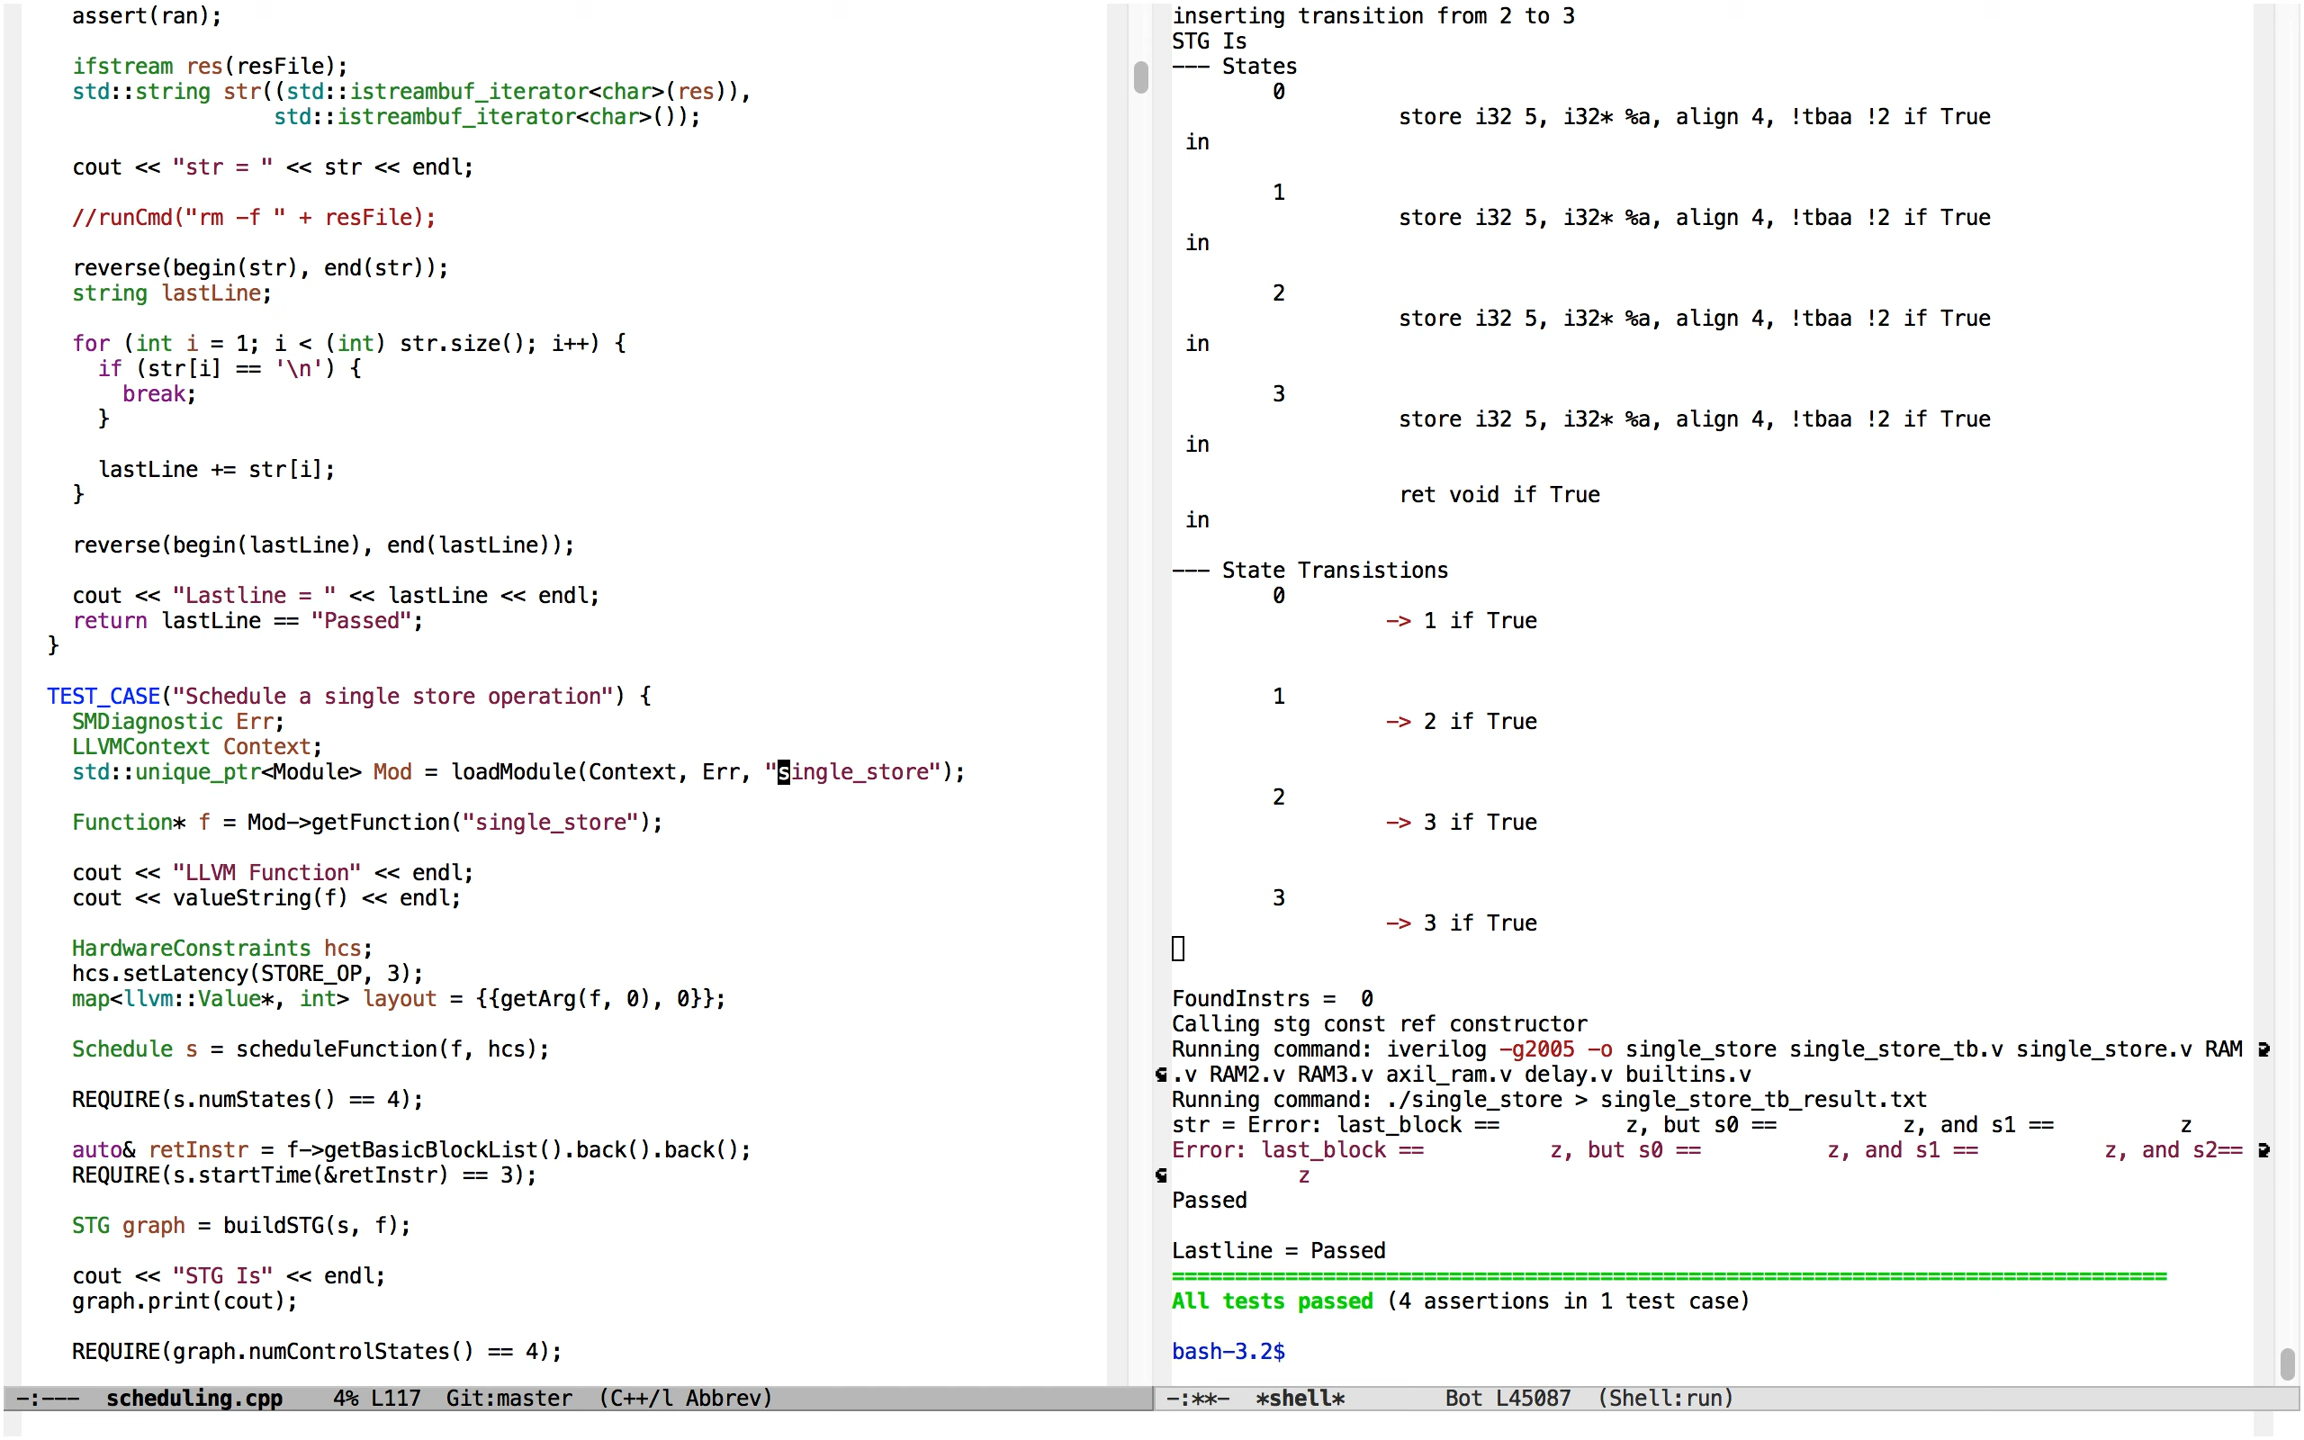 assert(ran);
ifstream res(resFile);
std::string str((std::istreambuf_iterator<char>(res)),
std::istreambuf_iterator<char>());
cout << "str = " << str << endl;
//runCmd("rm -f " + resFile);
reverse(begin(str), end(str));
string lastLine;
for (int i = 1; i < (int) str.size(); i++) {
if (str[i] == '\n') {
break;
}
lastLine += str[i];
}
reverse(begin(lastLine), end(lastLine));
cout << "Lastline = " << lastLine << endl;
return lastLine == "Passed";
}
TEST_CASE("Schedule a single store operation") {
SMDiagnostic Err;
LLVMContext Context;
std::unique_ptr<Module> Mod = loadModule(Context, Err, "single_store");
Function* f = Mod->getFunction("single_store");
cout << "LLVM Function" << endl;
cout << valueString(f) << endl;
HardwareConstraints hcs;
hcs.setLatency(STORE_OP, 3);
map<llvm::Value*, int> layout = {{getArg(f, 0), 0}};
Schedule s = scheduleFunction(f, hcs);
REQUIRE(s.numStates() == 4);
auto& retInstr = f->getBasicBlockList().back().back();
REQUIRE(s.startTime(&retInstr) == 3);
STG graph = buildSTG(s, f);
cout << "STG Is" << endl;
graph.print(cout);
REQUIRE(graph.numControlStates() == 4);
-:--- scheduling.cpp 4% L117 Git:master (C++/l Abbrev)
inserting transition from 2 to 3
STG Is
--- States
0
store i32 5, i32* %a, align 4, !tbaa !2 if True
in
1
store i32 5, i32* %a, align 4, !tbaa !2 if True
in
2
store i32 5, i32* %a, align 4, !tbaa !2 if True
in
3
store i32 5, i32* %a, align 4, !tbaa !2 if True
in
ret void if True
in
--- State Transistions
0
-> 1 if True
1
-> 2 if True
2
-> 3 if True
3
-> 3 if True
FoundInstrs =  0
Calling stg const ref constructor
Running command: iverilog -g2005 -o single_store single_store_tb.v single_store.v RAM
.v RAM2.v RAM3.v axil_ram.v delay.v builtins.v
Running command: ./single_store > single_store_tb_result.txt
str = Error: last_block ==          z, but s0 ==          z, and s1 ==          z
Error: last_block ==          z, but s0 ==          z, and s1 ==          z, and s2==
z
Passed
Lastline = Passed
===============================================================================
All tests passed (4 assertions in 1 test case)
bash-3.2$
-:**- *shell* Bot L45087 (Shell:run)